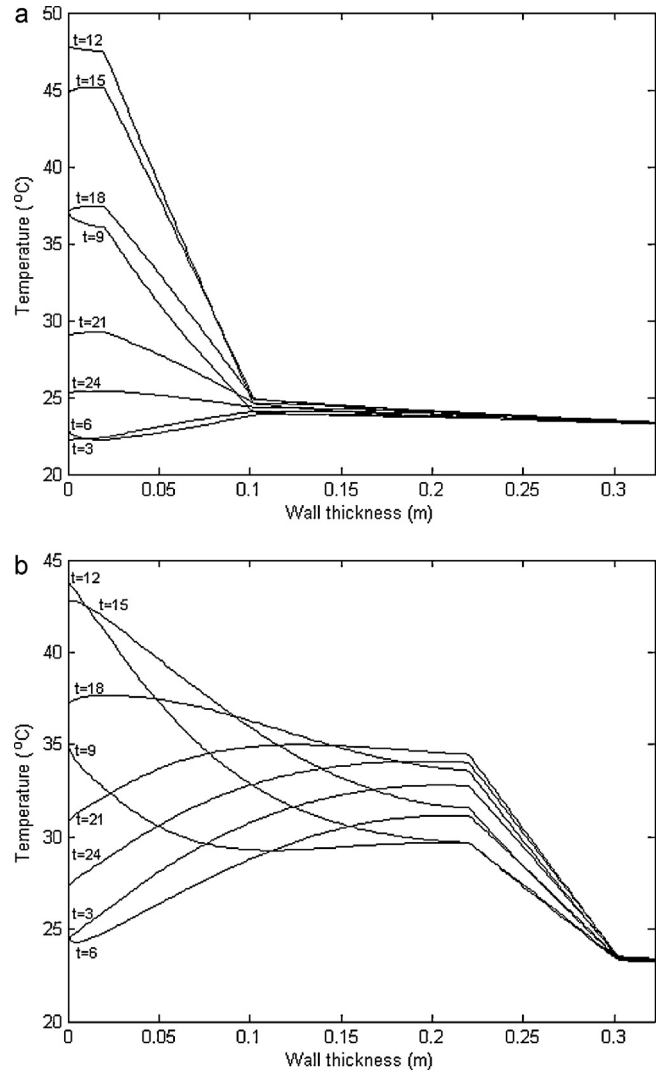 a
50
45
40
35
30
25
20
Temperature (°C)
t=12
t=15
t=18
t=9
t=21
t=24
t=6
t=3
0
0.05
0.1
0.15
0.2
0.25
0.3
Wall thickness (m)
b
45
40
35
30
25
20
Temperature (°C)
t=12
t=15
t=18
t=9
t=21
t=24
t=3
t=6
0
0.05
0.1
0.15
0.2
0.25
0.3
Wall thickness (m)